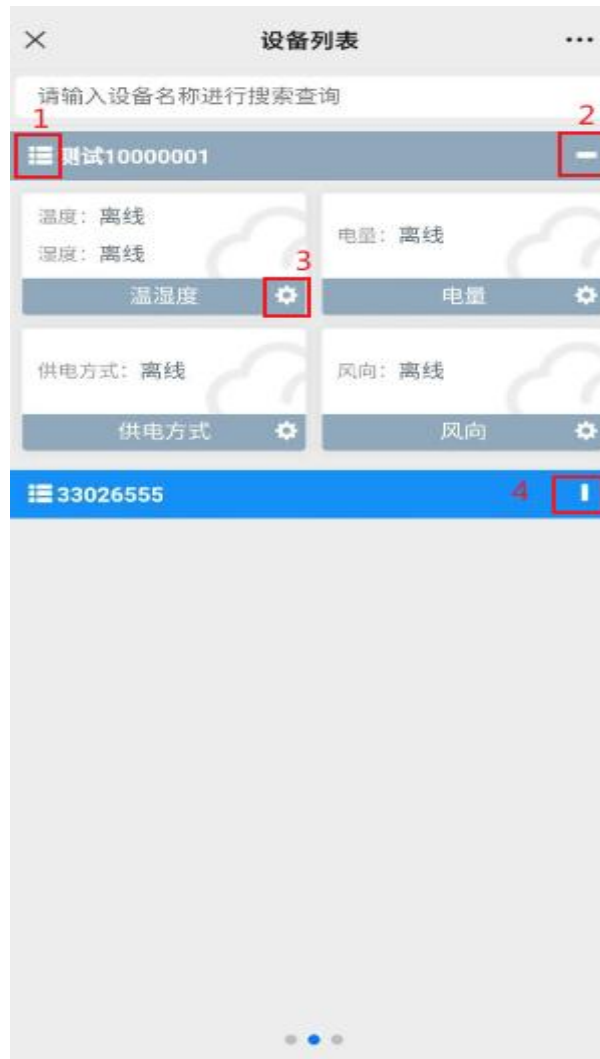 设备列表
请输入设备名称进行搜索查询
1
2
测试10000001
温度：离线
湿度：离线
电量：离线
3
温湿度
电量
供电方式：离线
风向：离线
供电方式
风向
33026555
4